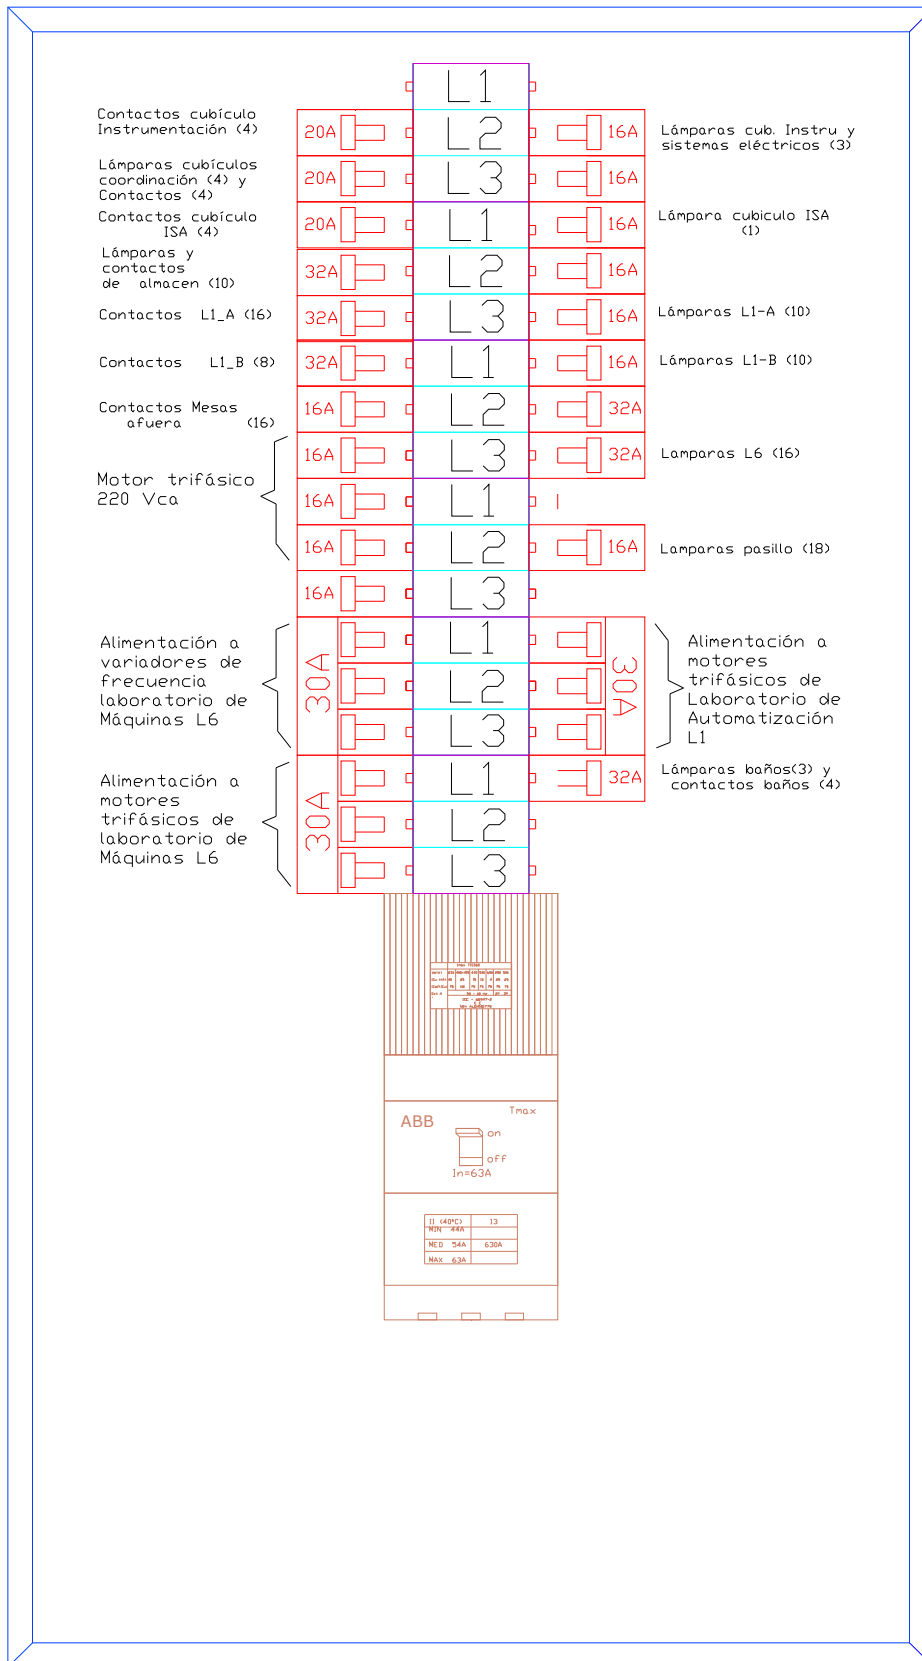 L1
Contactos cubículo
Instrumentación (4)
20A
L2
16A
Lámparas cub. Instru y
sistemas eléctricos (3)
Lámparas cubículos
coordinación (4) y
Contactos (4)
20A
L3
16A
Contactos cubículo
ISA (4)
20A
L1
16A
Lámpara cubiculo ISA
(1)
Lámparas y
contactos
de almacen (10)
32A
L2
16A
Contactos L1_A (16)
32A
L3
16A
Lámparas L1-A (10)
Contactos L1_B (8)
32A
L1
16A
Lámparas L1-B (10)
Contactos Mesas
afuera (16)
16A
L2
32A
16A
L3
32A
Lamparas L6 (16)
Motor trifásico
220 Vca
16A
L1
16A
L2
16A
Lamparas pasillo (18)
16A
L3
Alimentación a
variadores de
frecuencia
laboratorio de
Máquinas L6
30A
L1
L2
L3
30A
Alimentación a
motores
trifásicos de
Laboratorio de
Automatización
L1
Alimentación a
motores
trifásicos de
laboratorio de
Máquinas L6
30A
L1
L2
L3
32A
Lámparas baños(3) y
contactos baños (4)
ABB
Tmax
on
off
In=63A
I1 (40°C) I3
MIN 44A
MED 54A 630A
MAX 63A